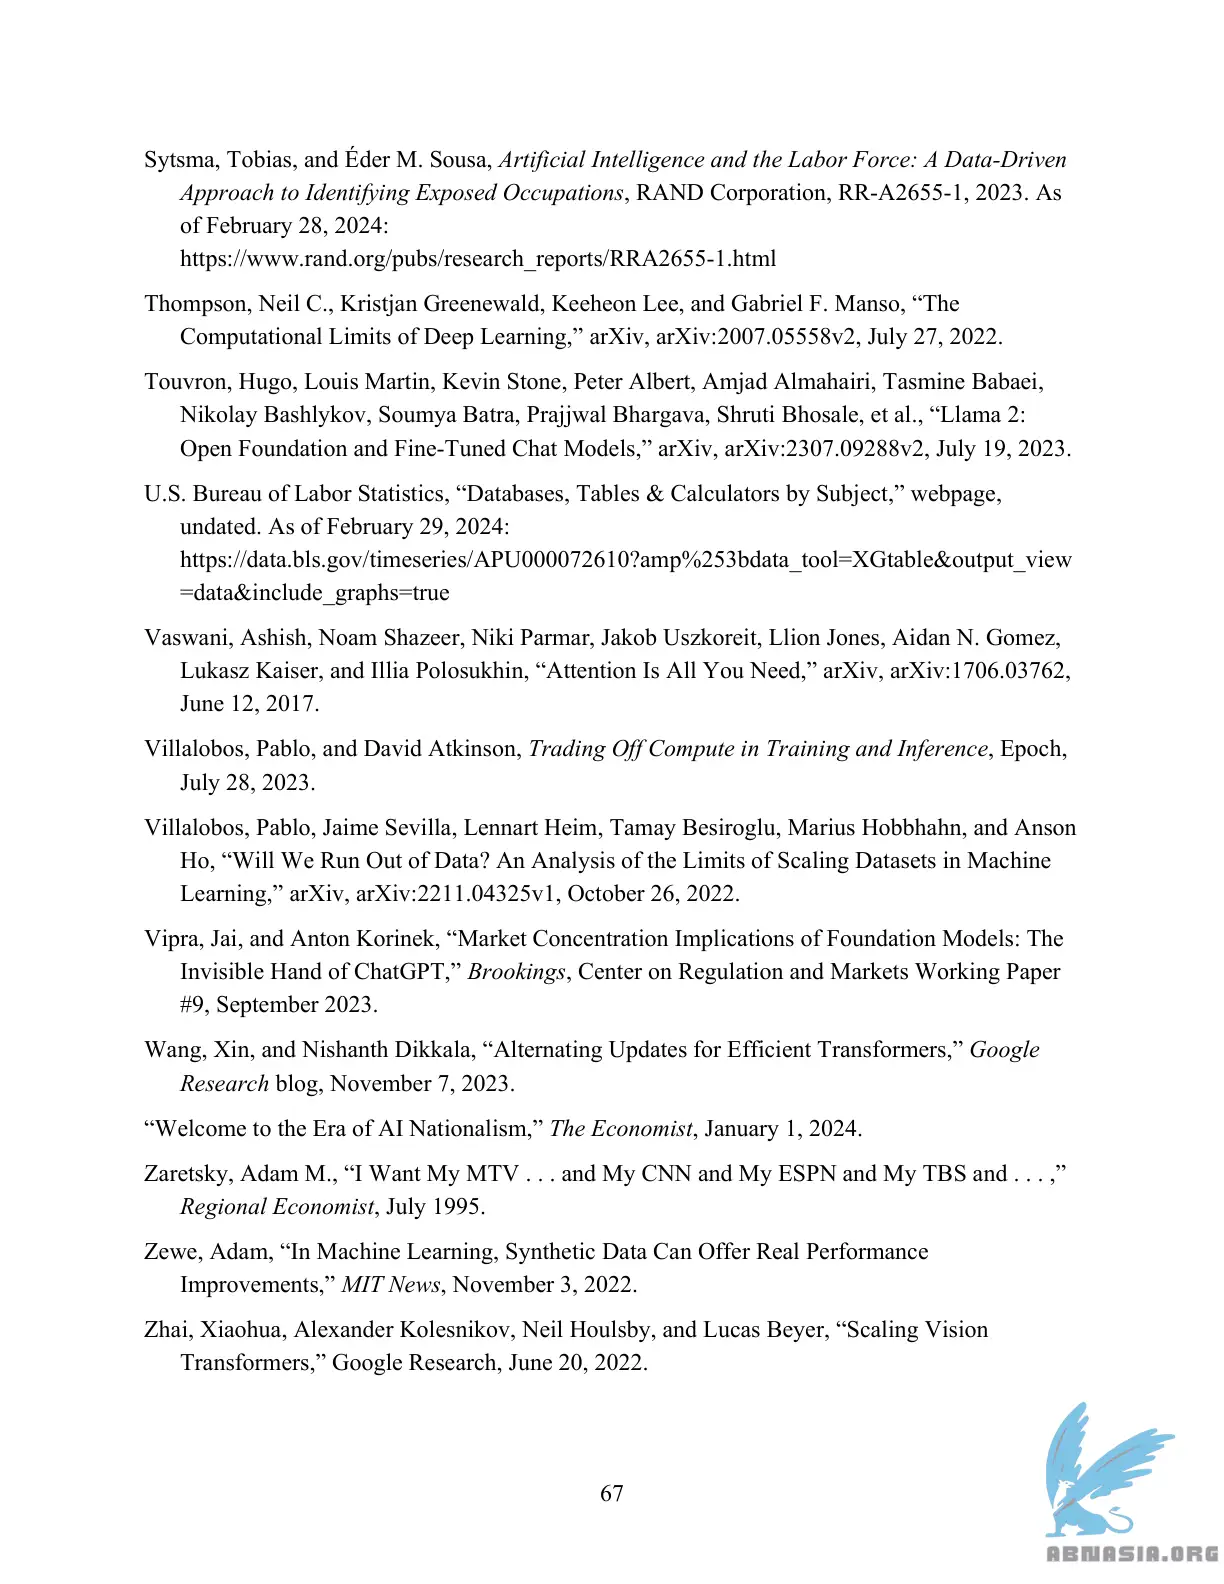 Sytsma, Tobias, and Éder M. Sousa, Artificial Intelligence and the Labor Force: A Data-Driven
Approach to Identifying Exposed Occupations, RAND Corporation, RR-A2655-1, 2023. As
of February 28, 2024:
https://www.rand.org/pubs/research_reports/RRA2655-1.html
Thompson, Neil C., Kristjan Greenewald, Keeheon Lee, and Gabriel F. Manso, “The
Computational Limits of Deep Learning,” arXiv, arXiv:2007.05558v2, July 27, 2022.
Touvron, Hugo, Louis Martin, Kevin Stone, Peter Albert, Amjad Almahairi, Tasmine Babaei,
Nikolay Bashlykov, Soumya Batra, Prajjwal Bhargava, Shruti Bhosale, et al., “Llama 2:
Open Foundation and Fine-Tuned Chat Models,” arXiv, arXiv:2307.09288v2, July 19, 2023.
U.S. Bureau of Labor Statistics, “Databases, Tables & Calculators by Subject,” webpage,
undated. As of February 29, 2024:
https://data.bls.gov/timeseries/APU000072610?amp%253bdata_tool=XGtable&output_view
=data&include_graphs=true
Vaswani, Ashish, Noam Shazeer, Niki Parmar, Jakob Uszkoreit, Llion Jones, Aidan N. Gomez,
Lukasz Kaiser, and Illia Polosukhin, “Attention Is All You Need,” arXiv, arXiv:1706.03762,
June 12, 2017.
Villalobos, Pablo, and David Atkinson, Trading Off Compute in Training and Inference, Epoch,
July 28, 2023.
Villalobos, Pablo, Jaime Sevilla, Lennart Heim, Tamay Besiroglu, Marius Hobbhahn, and Anson
Ho, “Will We Run Out of Data? An Analysis of the Limits of Scaling Datasets in Machine
Learning,” arXiv, arXiv:2211.04325v1, October 26, 2022.
Vipra, Jai, and Anton Korinek, “Market Concentration Implications of Foundation Models: The
Invisible Hand of ChatGPT,” Brookings, Center on Regulation and Markets Working Paper
#9, September 2023.
Wang, Xin, and Nishanth Dikkala, “Alternating Updates for Efficient Transformers,” Google
Research blog, November 7, 2023.
“Welcome to the Era of AI Nationalism,” The Economist, January 1, 2024.
Zaretsky, Adam M., “I Want My MTV . . . and My CNN and My ESPN and My TBS and . . . ,”
Regional Economist, July 1995.
Zewe, Adam, “In Machine Learning, Synthetic Data Can Offer Real Performance
Improvements,” MIT News, November 3, 2022.
Zhai, Xiaohua, Alexander Kolesnikov, Neil Houlsby, and Lucas Beyer, “Scaling Vision
Transformers,” Google Research, June 20, 2022.
67
ABNASIA.ORG